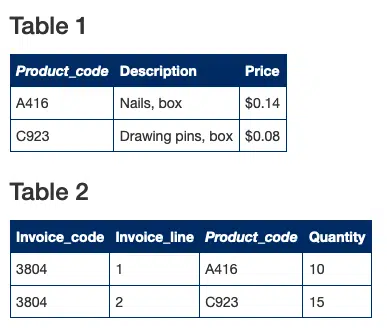 Table 1
Product_code Description Price
A416 Nails, box $0.14
C923 Drawing pins, box $0.08
Table 2
Invoice_code Invoice_line Product_code Quantity
3804 1 A416 10
3804 2 C923 15